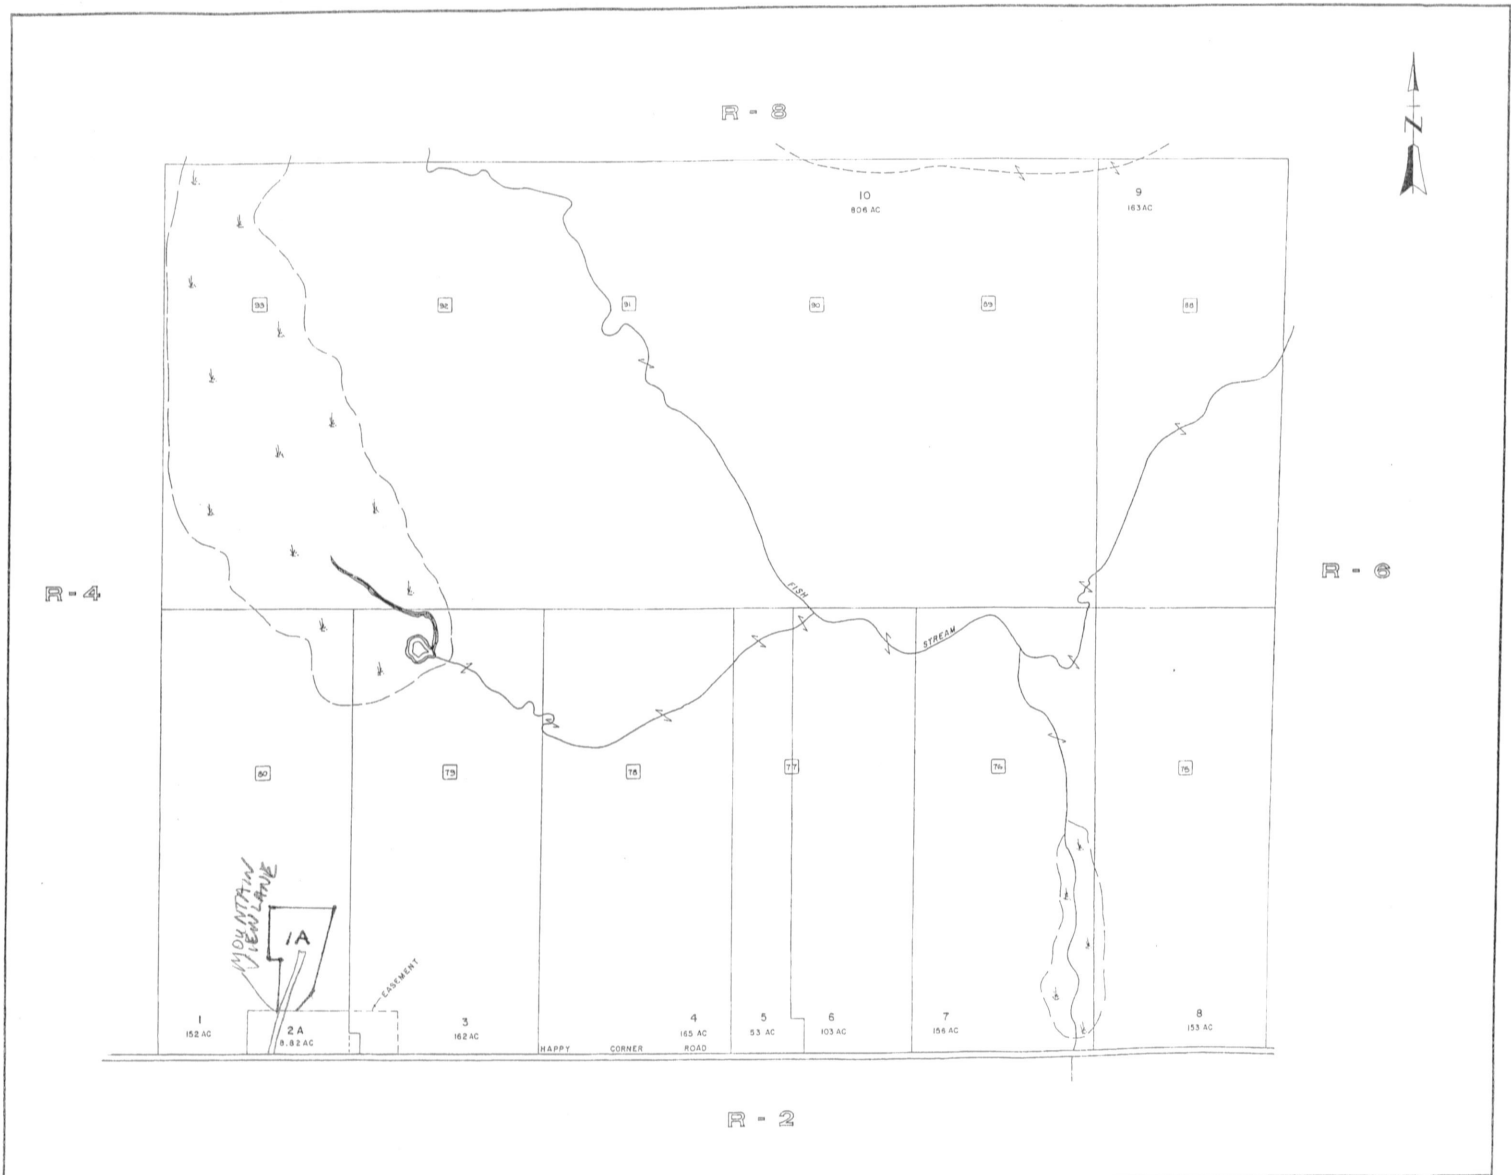 R - 8
N
10
806 AC
9
163 AC
93
92
91
90
89
88
R - 4
R - 6
FISH
STREAM
80
79
78
77
76
75
MOUNTAIN
VIEW LANE
1A
EASEMENT
1
152 AC
2A
8.82 AC
3
162 AC
4
165 AC
5
53 AC
6
103 AC
7
156 AC
8
153 AC
HAPPY CORNER ROAD
R - 2